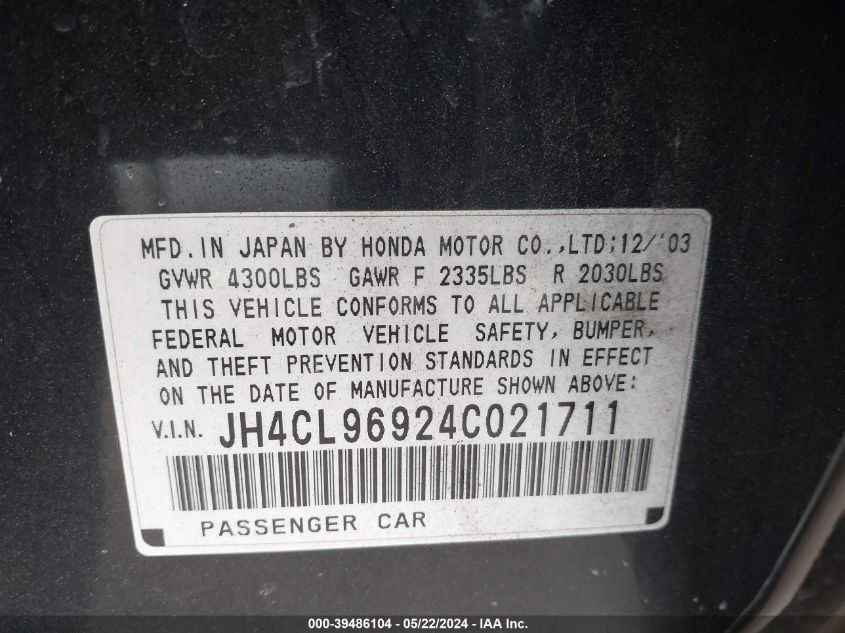 MFD.IN JAPAN BY HONDA MOTOR CO.,LTD;12/'03
GVWR 4300LBS GAWR F 2335LBS R 2030LBS
THIS VEHICLE CONFORMS TO ALL APPLICABLE
FEDERAL MOTOR VEHICLE SAFETY, BUMPER,
AND THEFT PREVENTION STANDARDS IN EFFECT
ON THE DATE OF MANUFACTURE SHOWN ABOVE:
V.I.N. JH4CL96924C021711
PASSENGER CAR
000-39486104 - 05/22/2024 - IAA Inc.